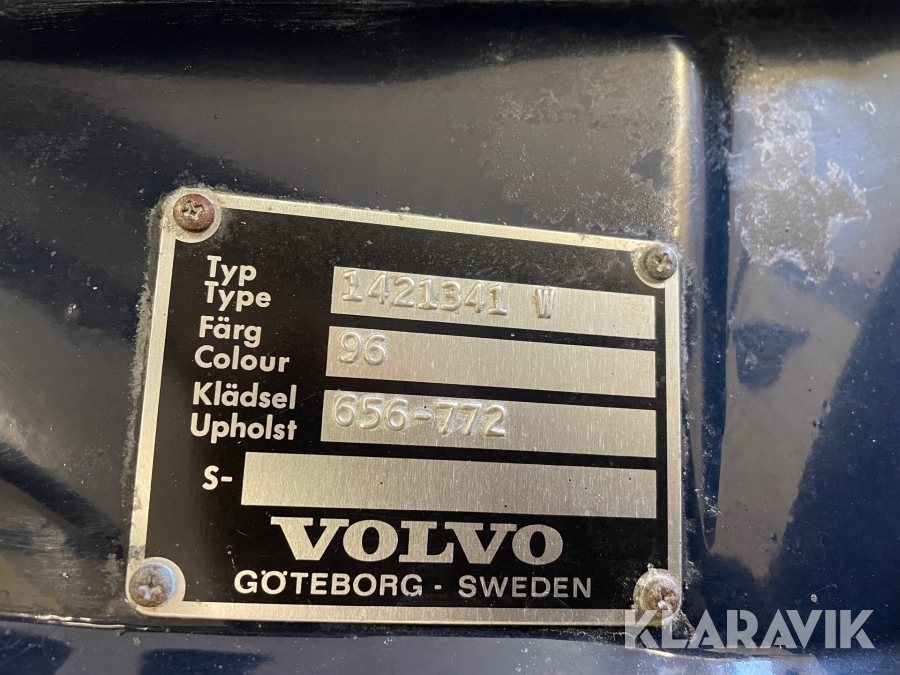 Typ
Type
1421341 W
Färg
Colour
96
Klädsel
Upholst
656-772
S-
VOLVO
GÖTEBORG - SWEDEN
KLARAVIK